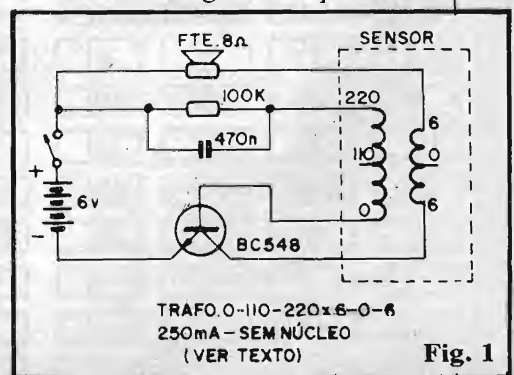 SENSOR
FTE.8Ω
100K
470n
220
110
0
6
0
6
+
6V
-
BC548
TRAFO.0-110-220x6-0-6
250mA-SEM NÚCLEO
(VER TEXTO)
Fig. 1